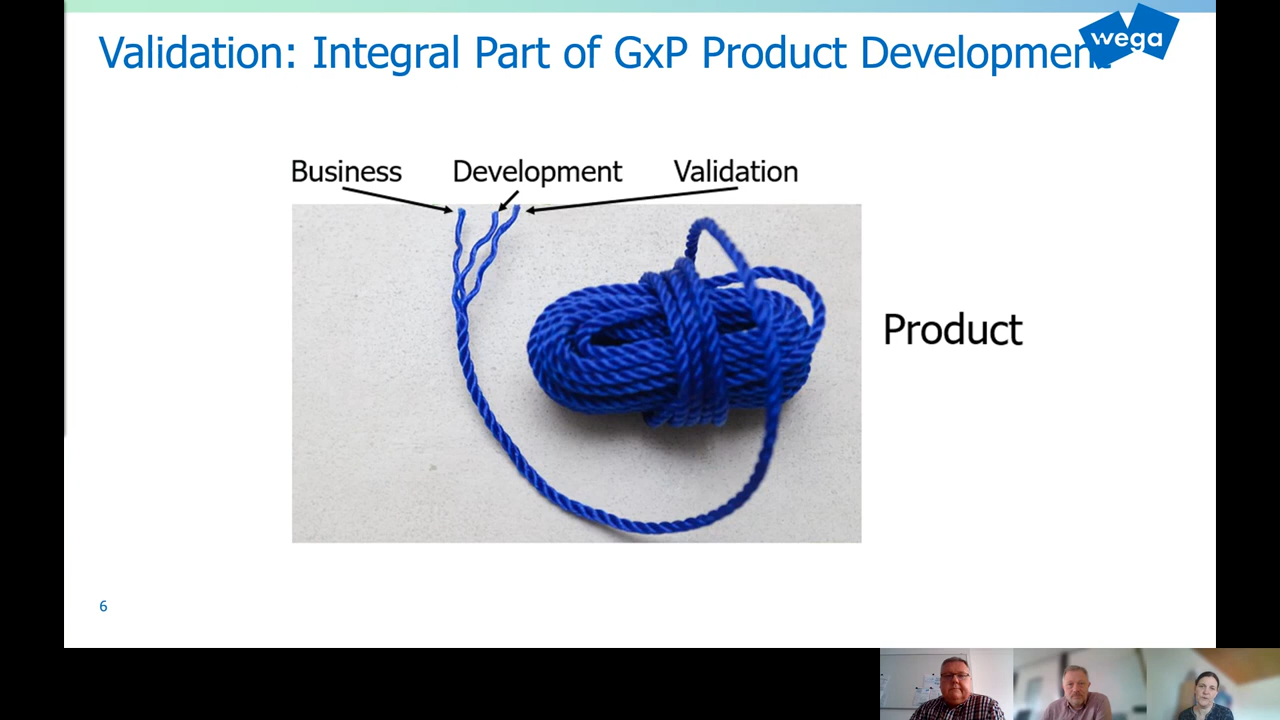 Validation: Integral Part of GxP Product Development
wega
Business Development Validation
Product
6